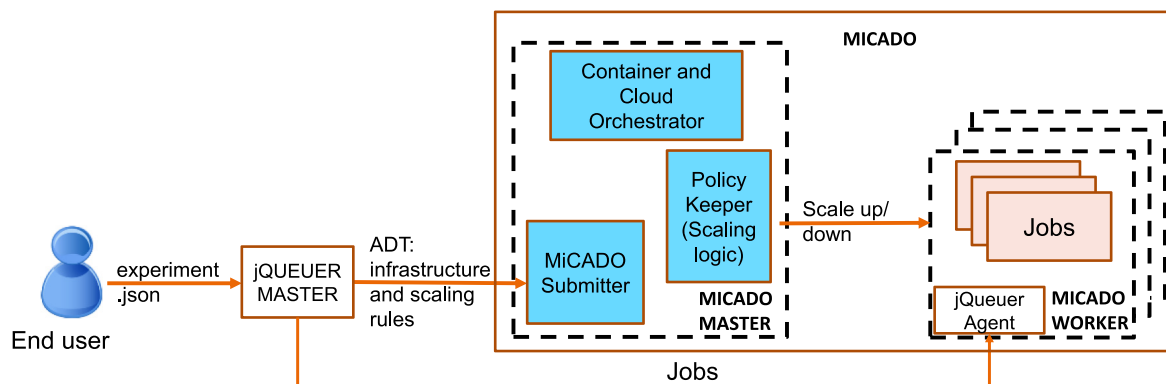 MICADO
Container and
Cloud
Orchestrator
Policy
Keeper
(Scaling
logic)
MiCADO
Submitter
MICADO
MASTER
Scale up/
down
Jobs
jQueuer
Agent
MICADO
WORKER
ADT:
infrastructure
and scaling
rules
jQUEUER
MASTER
experiment
.json
End user
Jobs